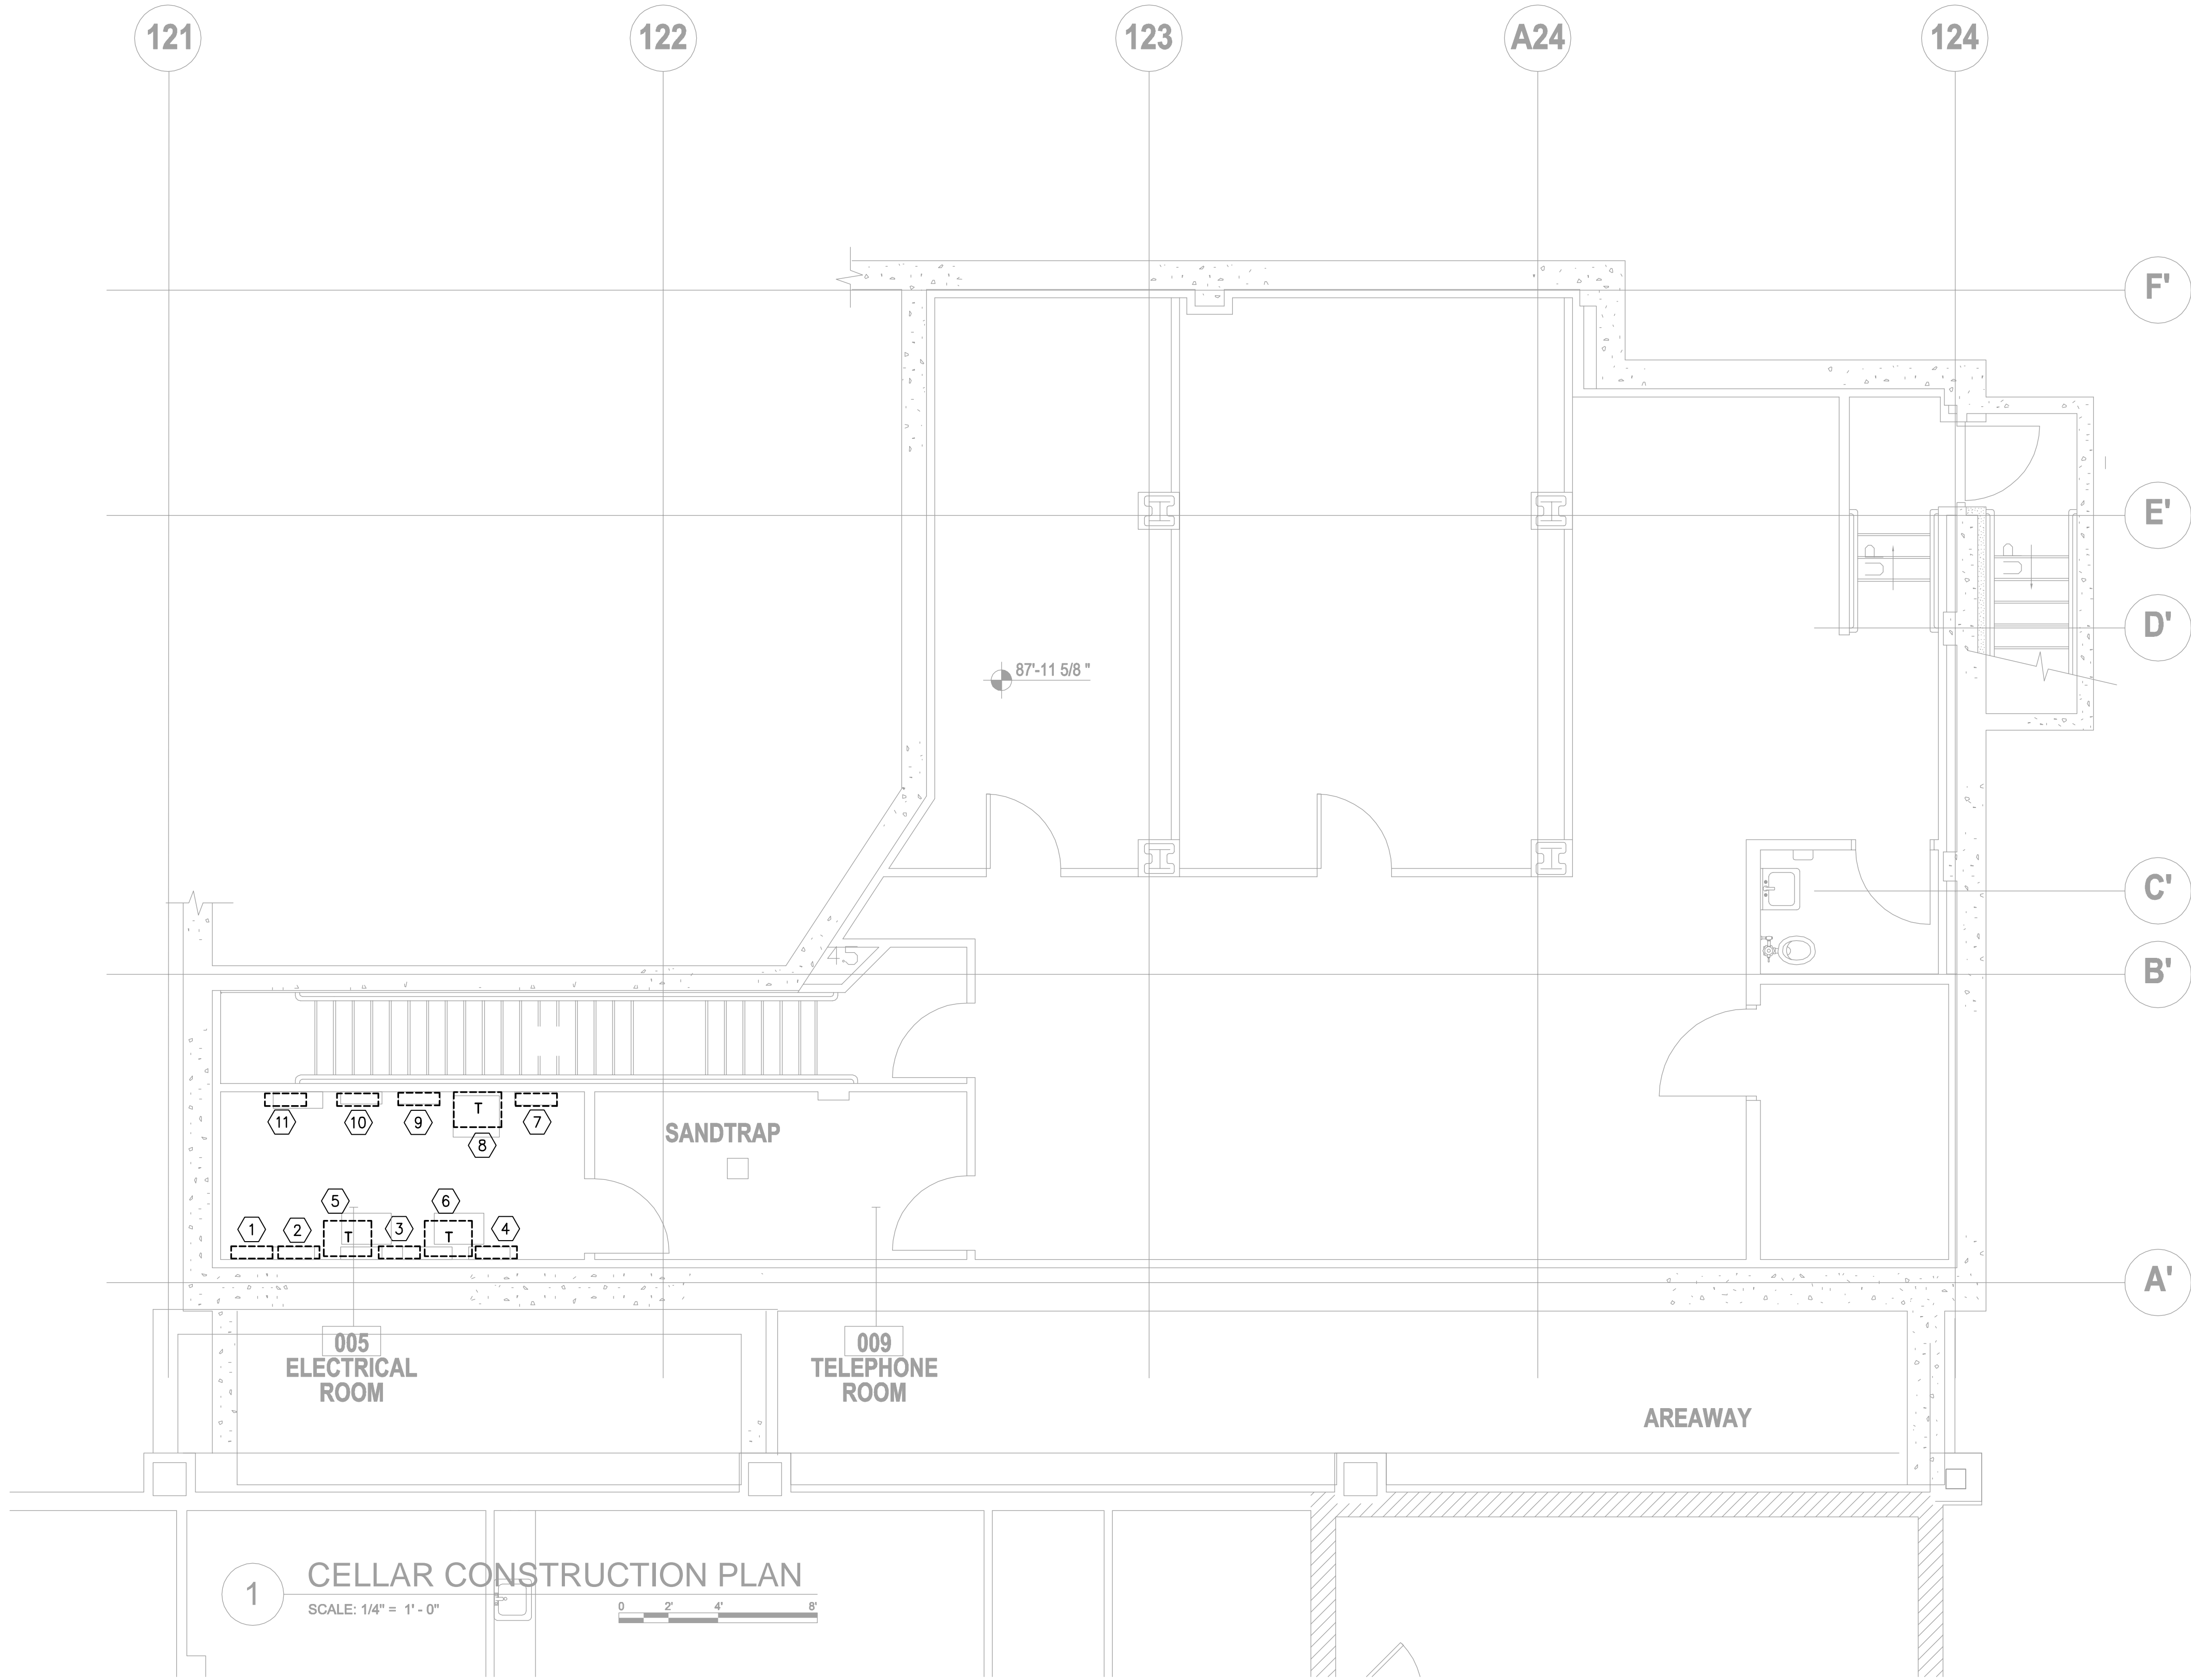 121
122
123
A24
124
F'
E'
UP
UP
D'
87'-11 5/8 "
C'
45
B'
11
10
9
T
7
8
SANDTRAP
5
6
1
2
T
3
T
4
A'
005
ELECTRICAL
ROOM
009
TELEPHONE
ROOM
AREAWAY
1
CELLAR CONSTRUCTION PLAN
SCALE: 1/4" = 1' - 0"
0 2' 4' 8'